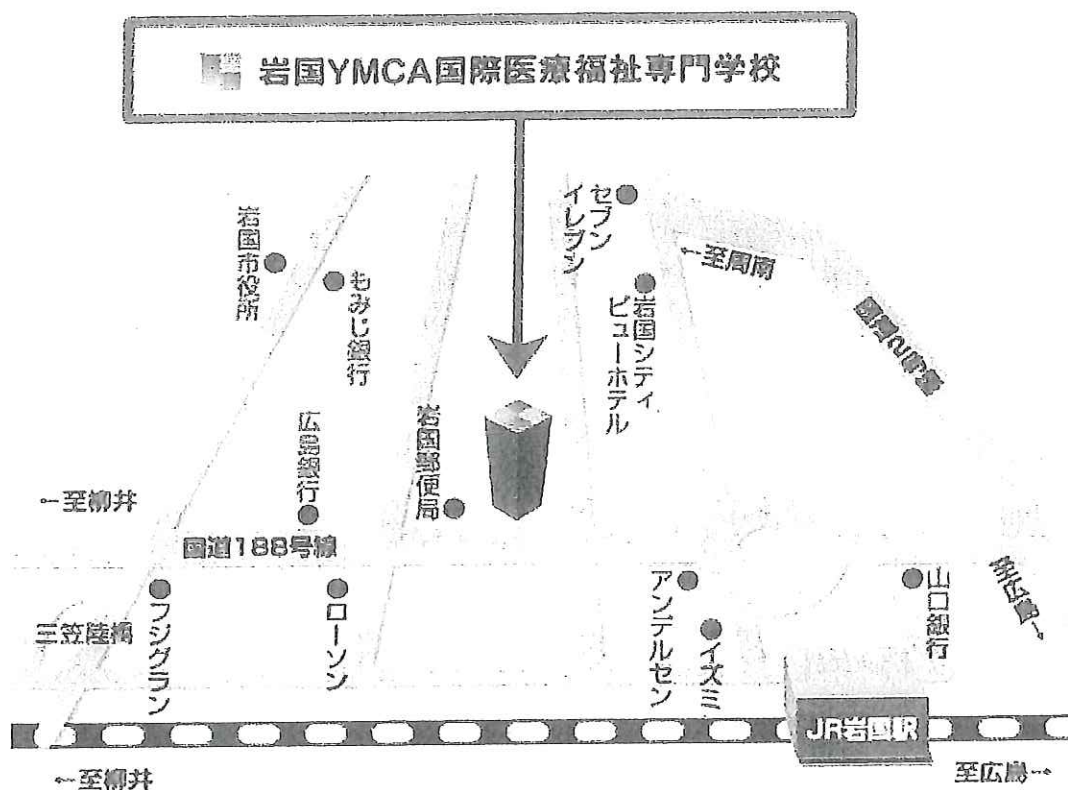 岩国YMCA国際医療福祉専門学校
セブン
イレブン
岩国市役所
もみじ銀行
←至周南
岩国シティ
ビューホテル
国道2号線
広島銀行
岩国郵便局
←至柳井
国道188号線
三笠陸橋
フジグラン
ローソン
アンデルセン
イズミ
山口銀行
至広島→
JR岩国駅
←至柳井
至広島→